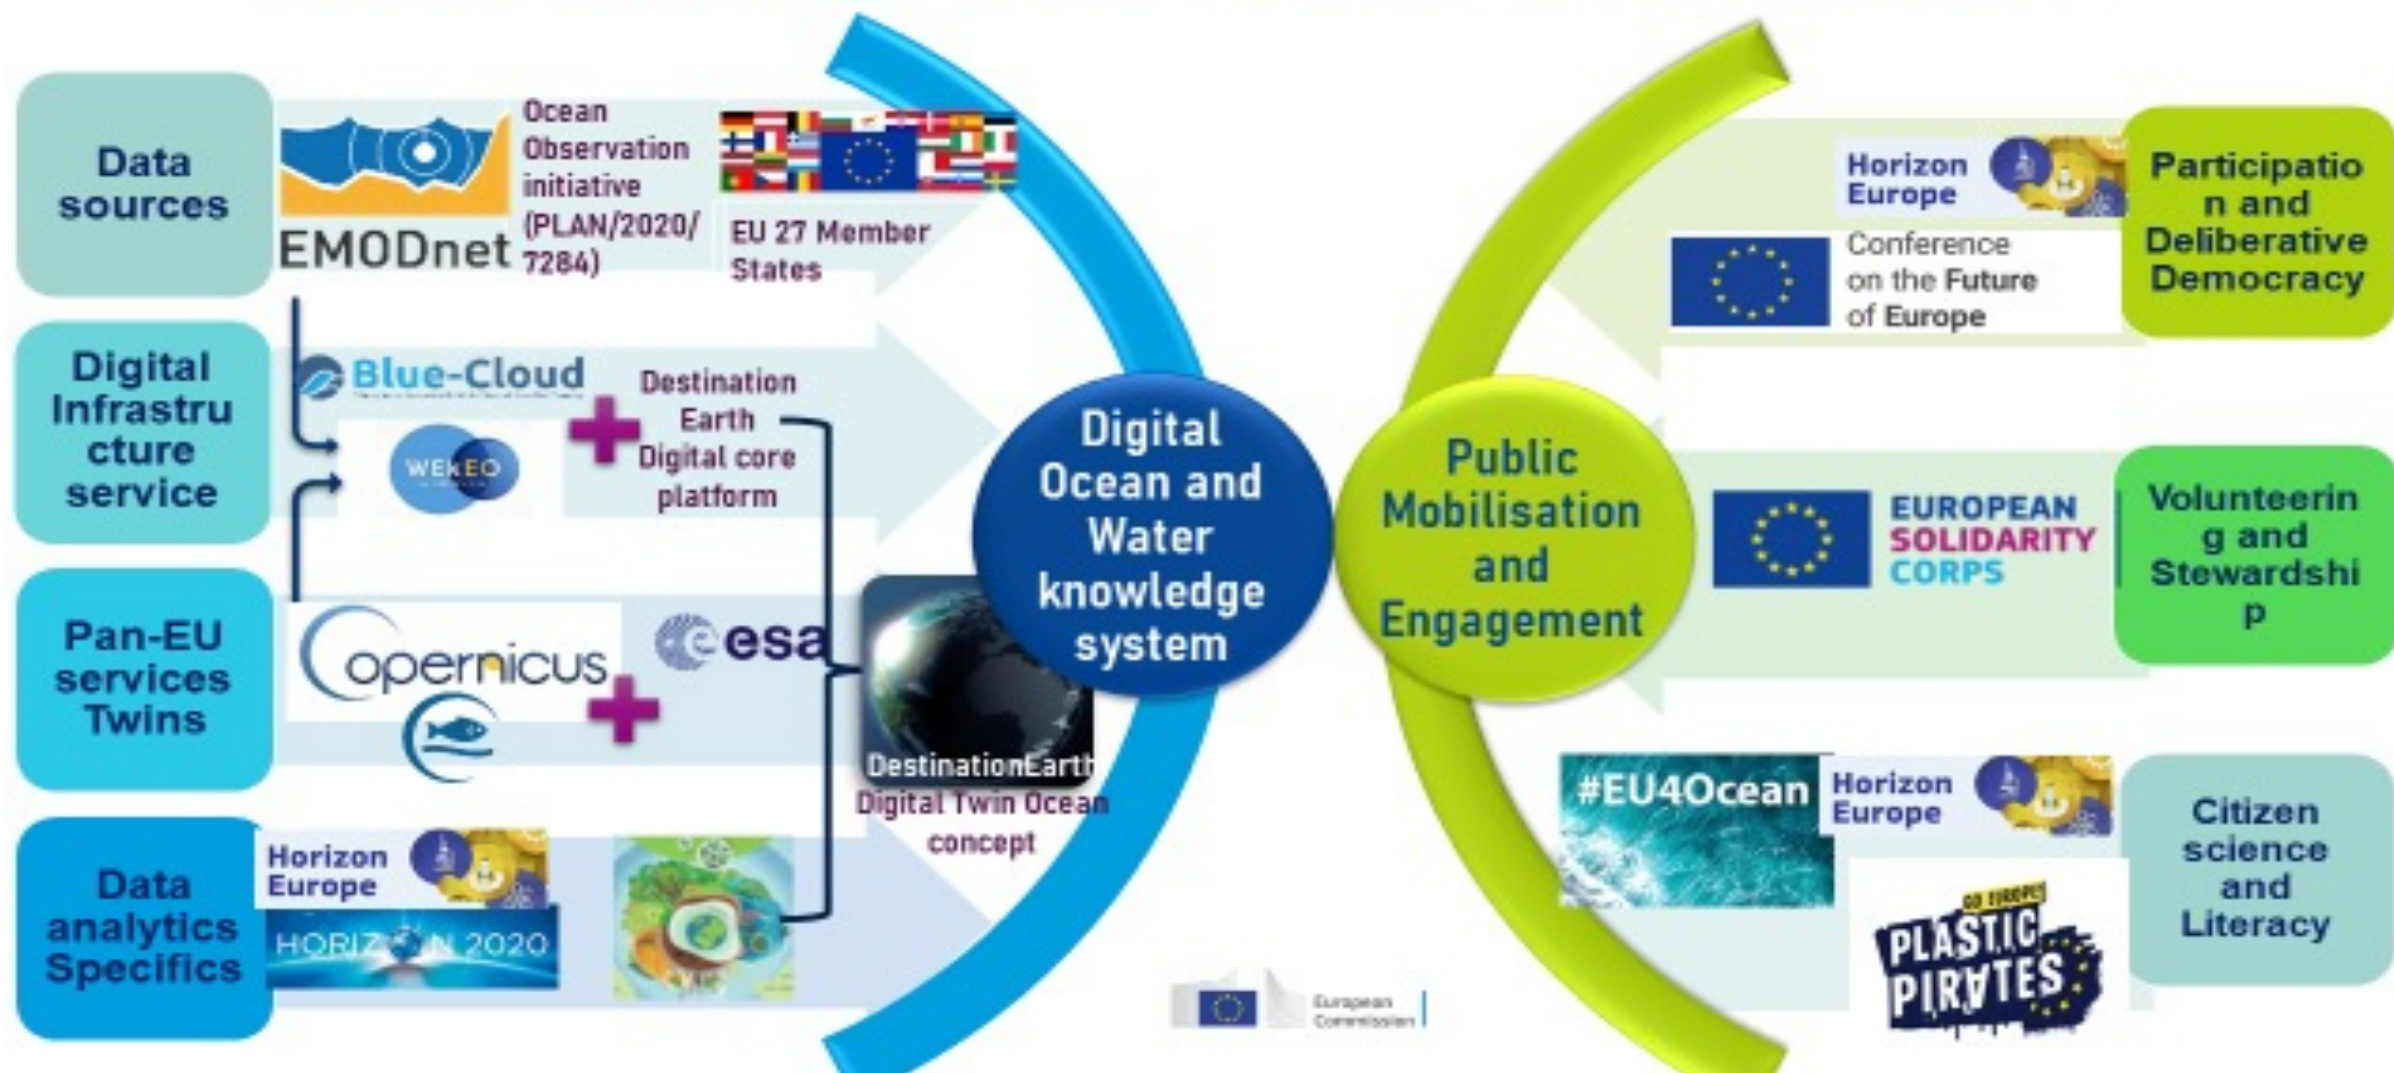 Data
sources
EMODnet
Ocean
Observation
initiative
(PLAN/2020/
7284)
EU 27 Member
States
Digital
Infrastru
cture
service
Blue-Cloud
WEkEO
Destination
Earth
Digital core
platform
Pan-EU
services
Twins
opernicus
esa
DestinationEarth
Digital Twin Ocean
concept
Data
analytics
Specifics
Horizon
Europe
HORIZON 2020
Digital
Ocean and
Water
knowledge
system
Public
Mobilisation
and
Engagement
Horizon
Europe
Conference
on the Future
of Europe
Participatio
n and
Deliberative
Democracy
EUROPEAN
SOLIDARITY
CORPS
Volunteerin
g and
Stewardshi
p
#EU4Ocean
Horizon
Europe
GO EUROPE!
PLASTIC
PIRATES
Citizen
science
and
Literacy
European
Commission